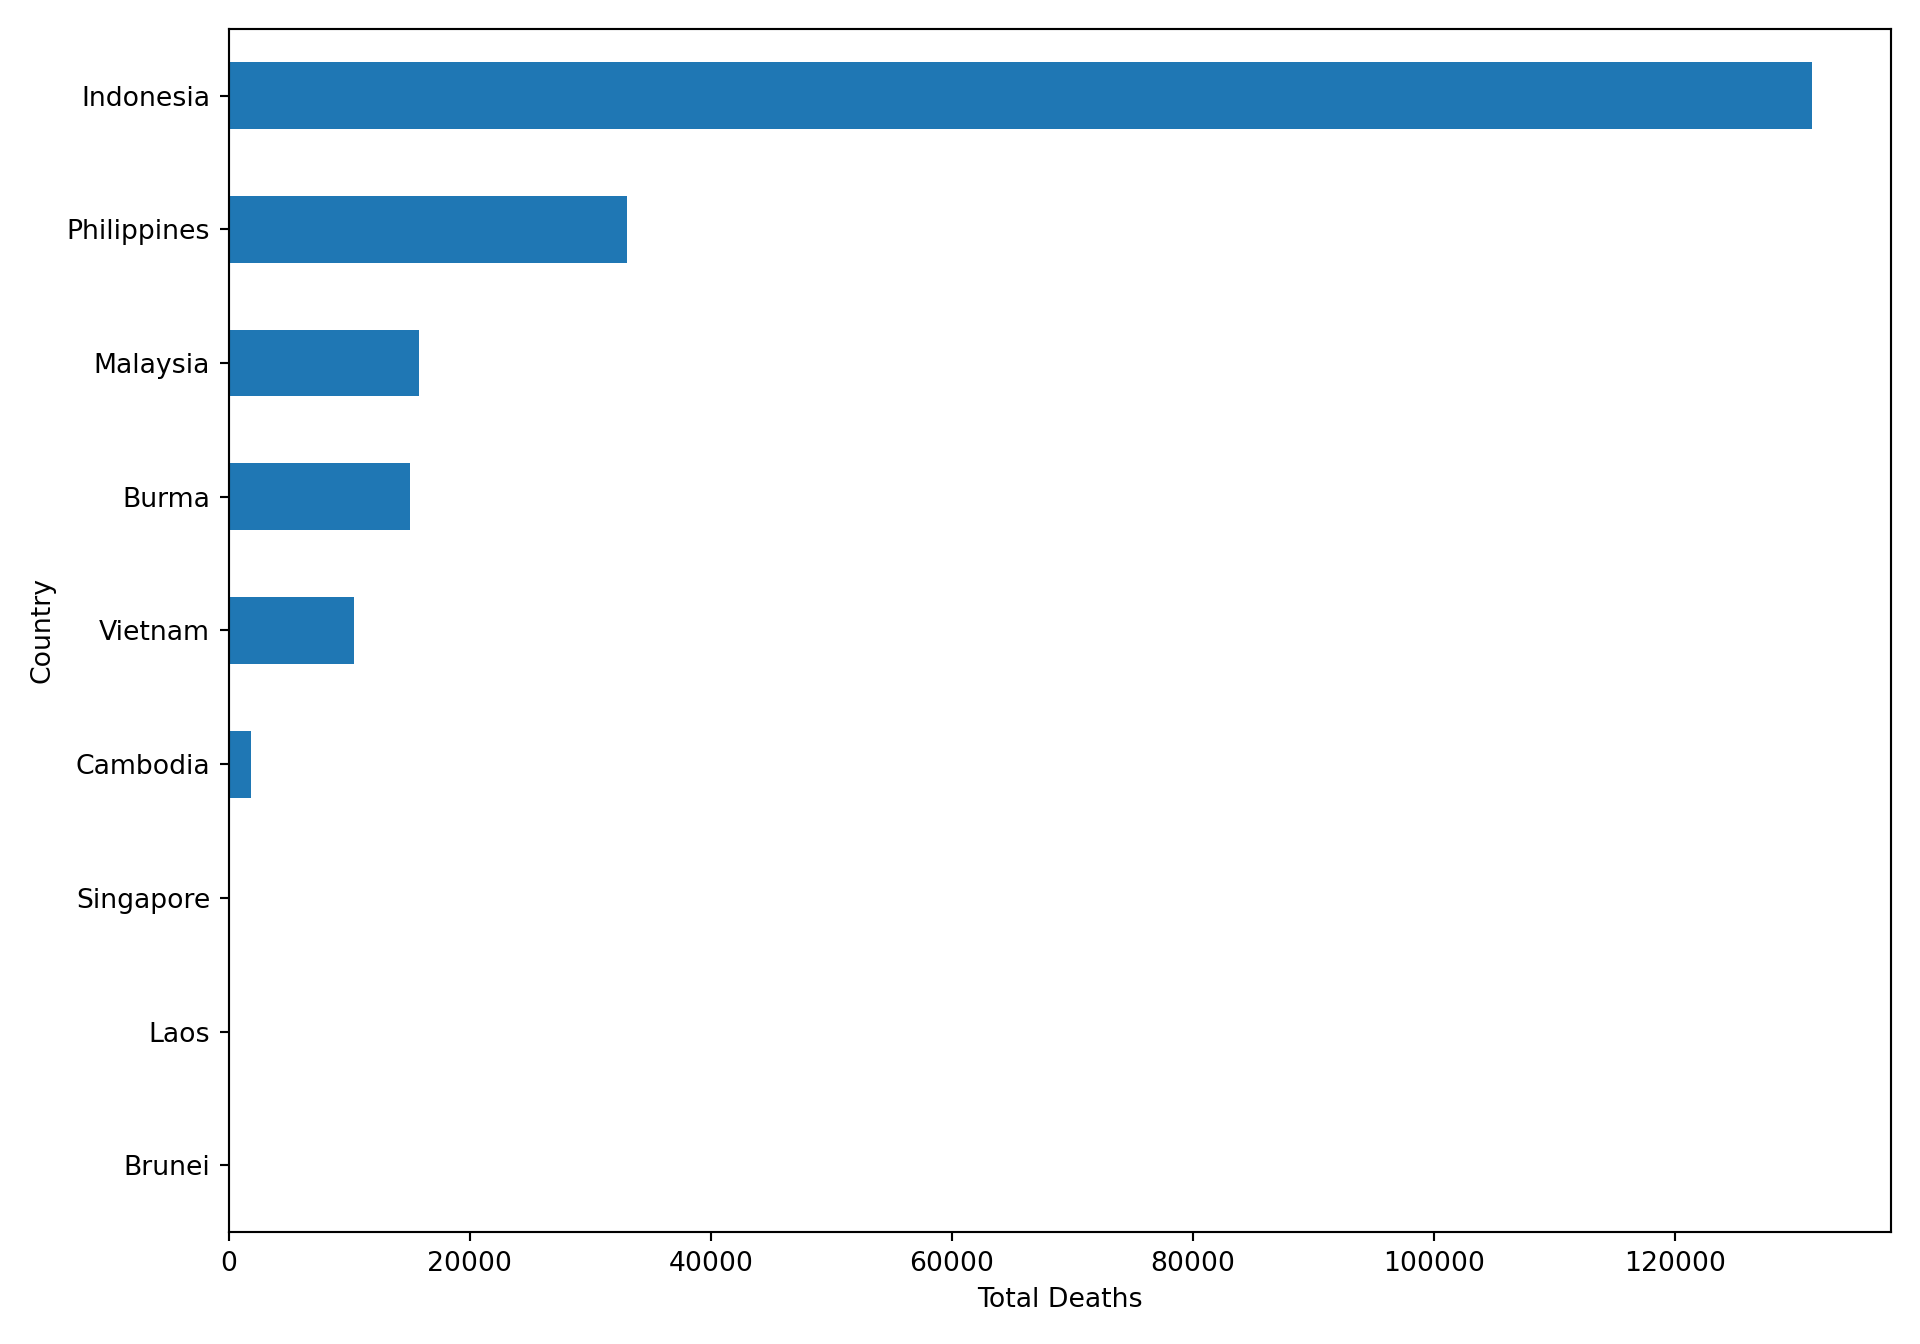 Indonesia
Philippines
Malaysia
Burma
Vietnam
Cambodia
Singapore
Laos
Brunei
Country
0 20000 40000 60000 80000 100000 120000
Total Deaths